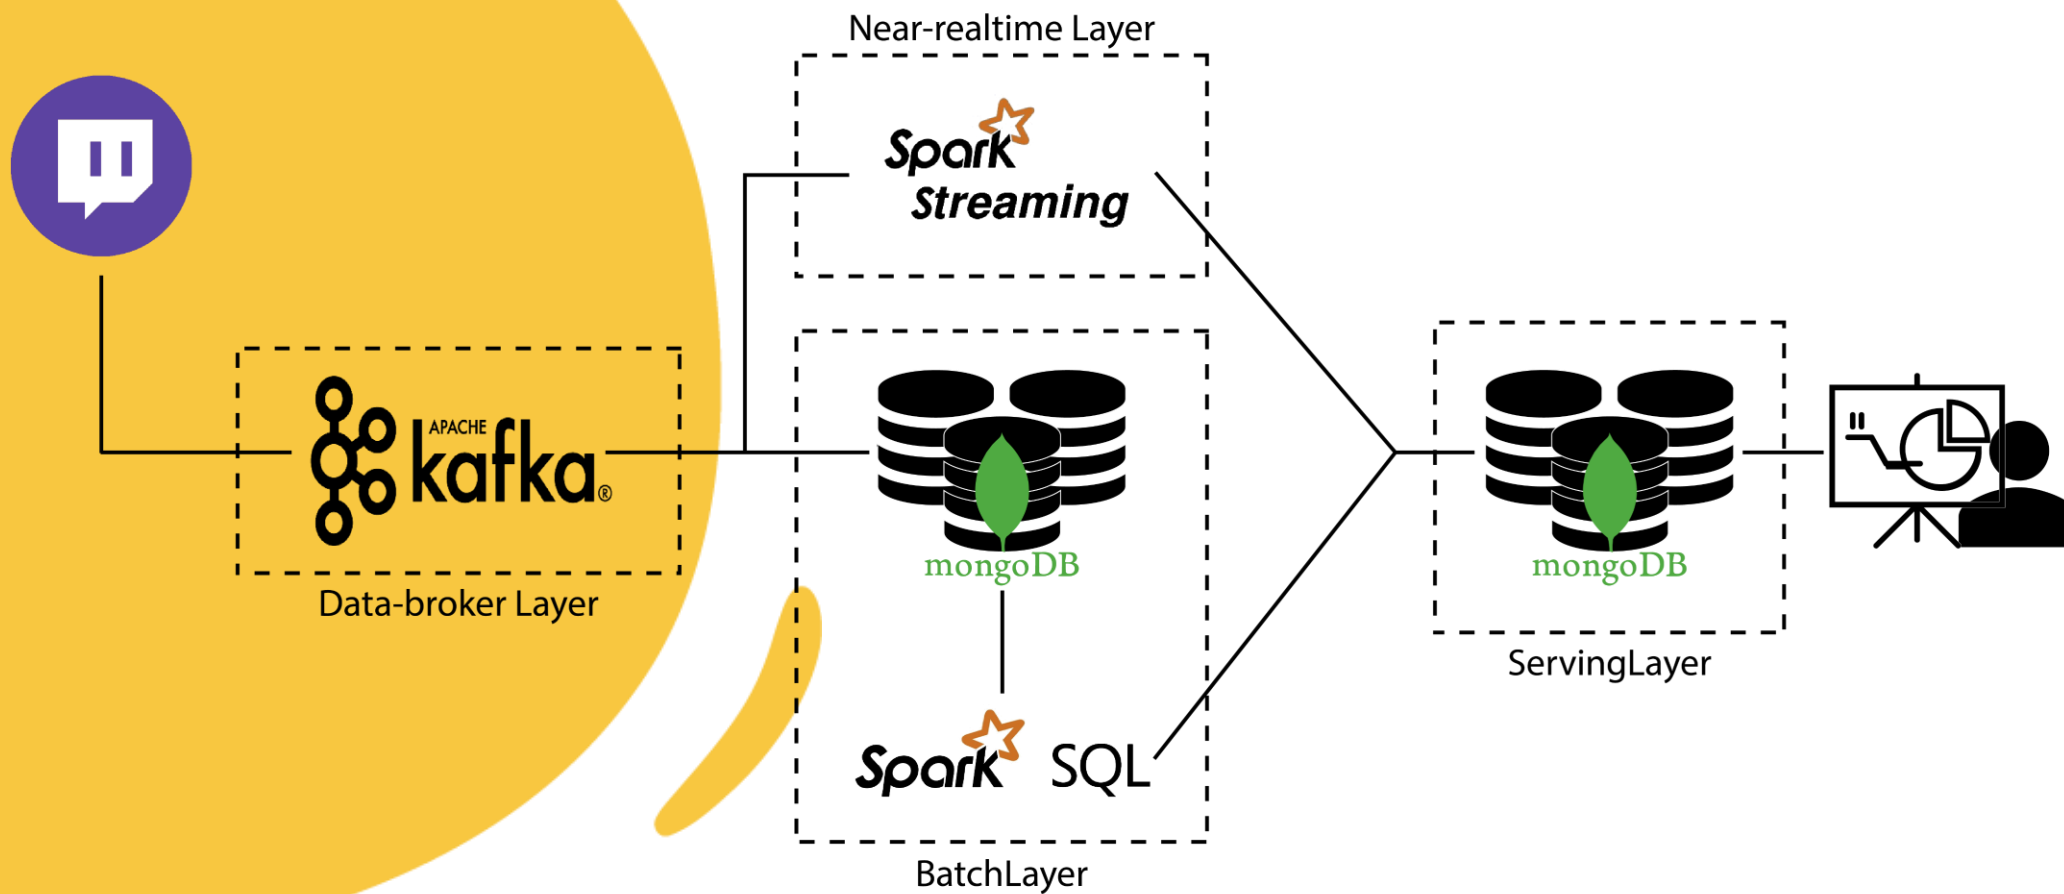 Near-realtime Layer
Spark
Streaming
APACHE
kafka®
Data-broker Layer
mongoDB
Spark SQL
BatchLayer
mongoDB
ServingLayer